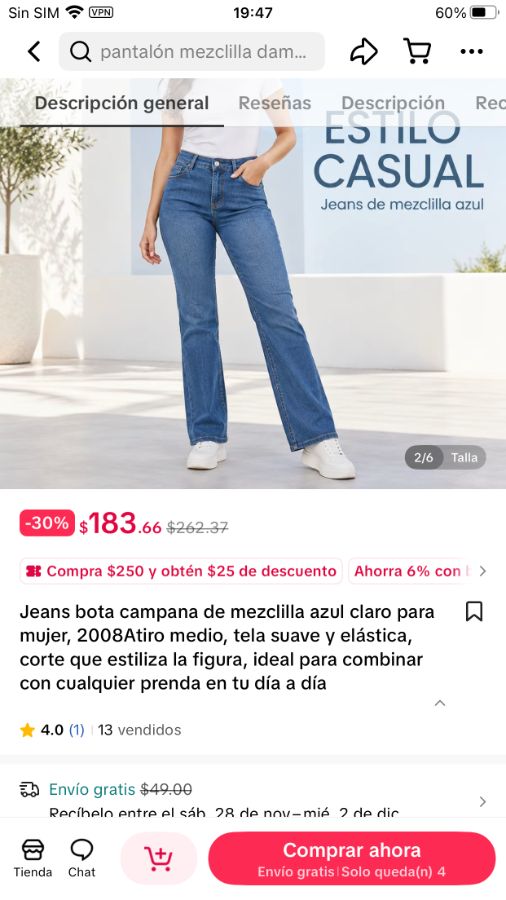 Sin SIM VPN 19:47 60%
pantalón mezclilla dam...
Descripción general Reseñas Descripción Rec
ESTILO
CASUAL
Jeans de mezclilla azul
2/6 Talla
-30% $183.66 $262.37
Compra $250 y obtén $25 de descuento Ahorra 6% con
Jeans bota campana de mezclilla azul claro para
mujer, 2008Atiro medio, tela suave y elástica,
corte que estiliza la figura, ideal para combinar
con cualquier prenda en tu día a día
4.0 (1) 13 vendidos
Envío gratis $49.00
Recíbelo entre el sáb, 28 de nov–mié, 2 de dic
Tienda Chat
Comprar ahora
Envío gratis | Solo queda(n) 4